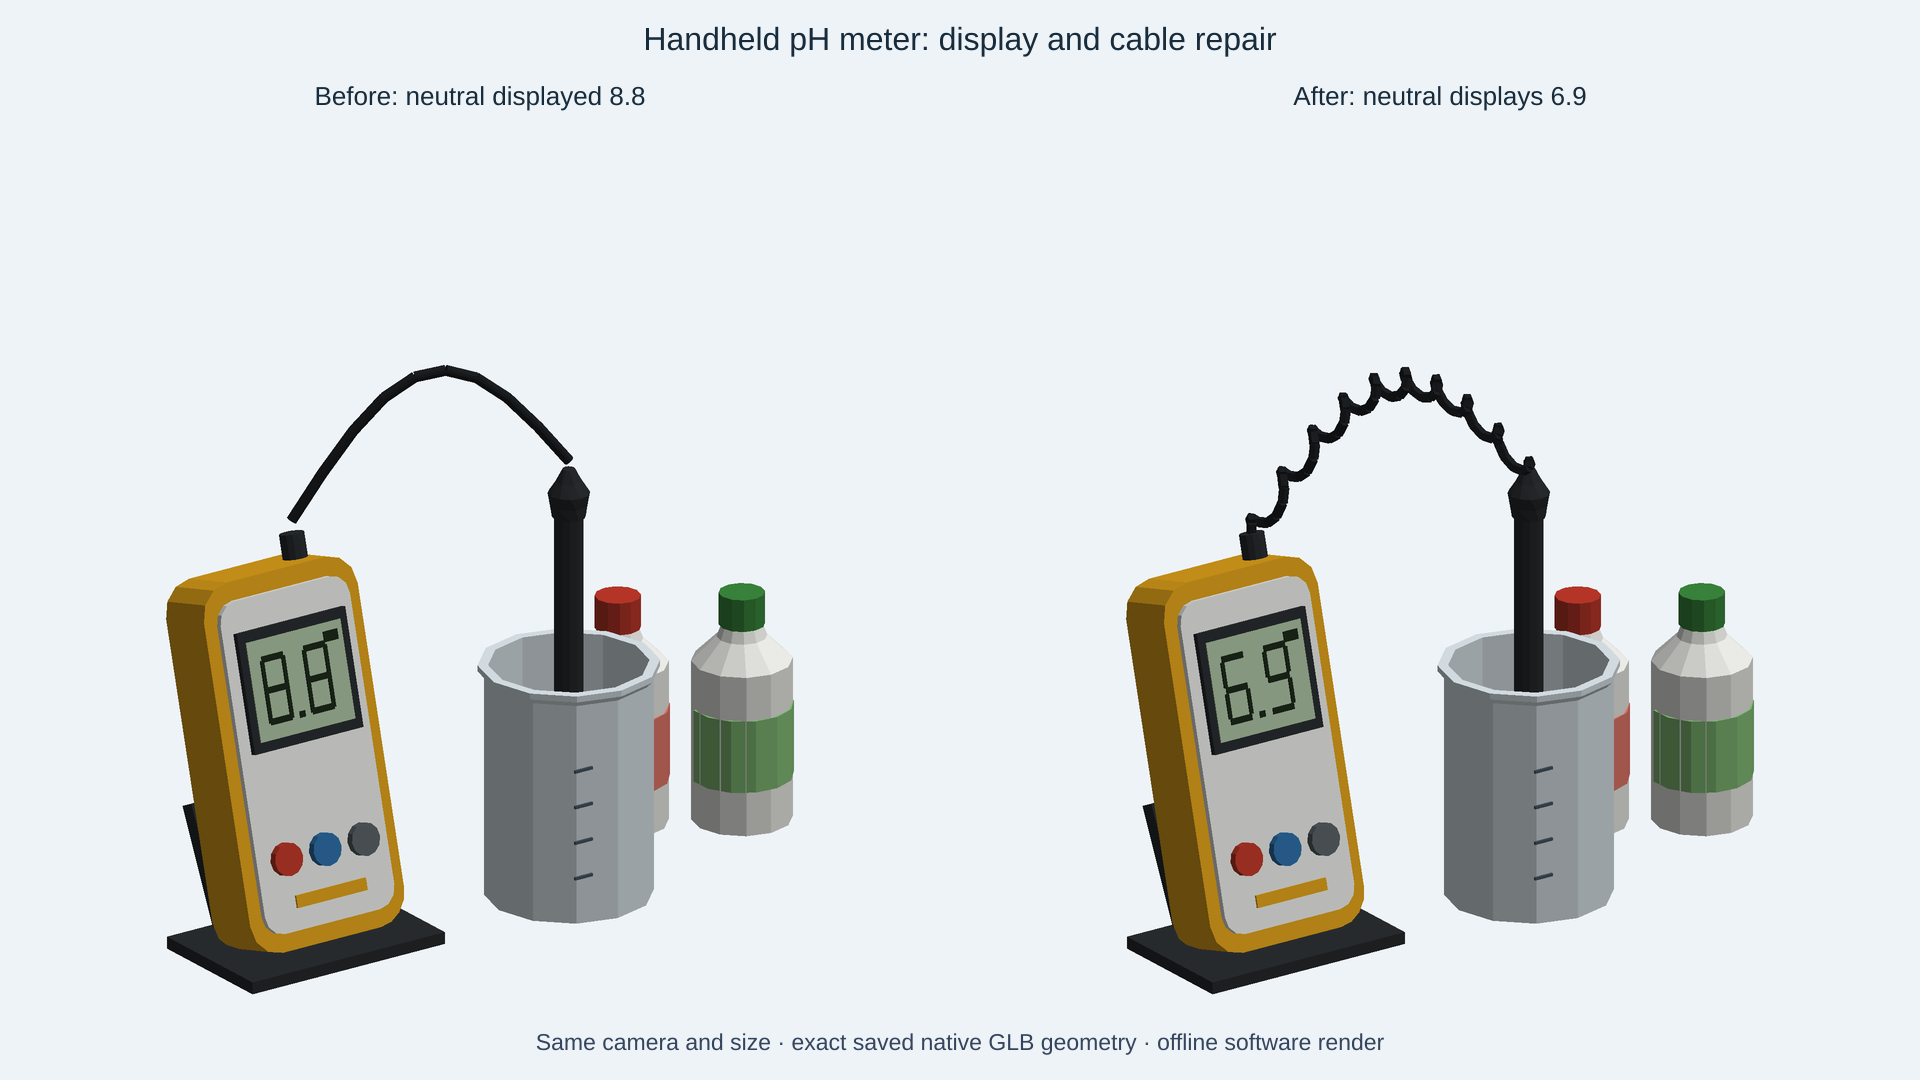 Handheld pH meter: display and cable repair
Before: neutral displayed 8.8
After: neutral displays 6.9
8.8
6.9
Same camera and size · exact saved native GLB geometry · offline software render